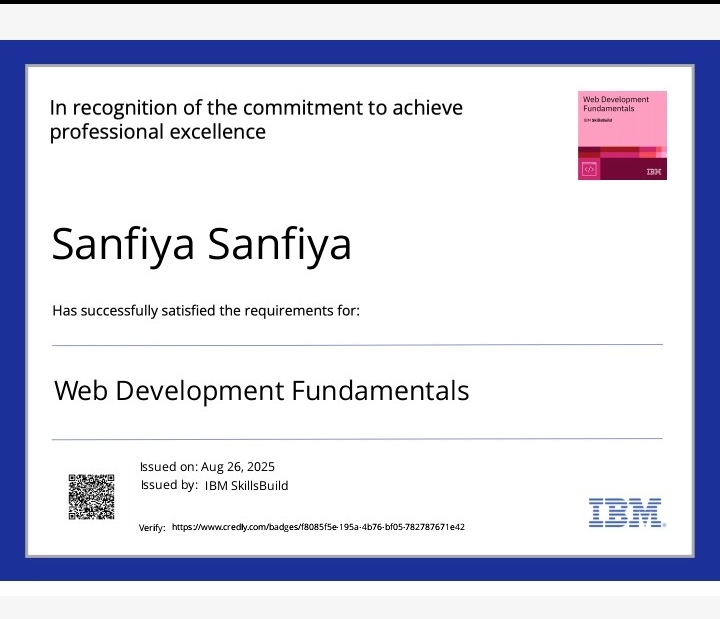 In recognition of the commitment to achieve
professional excellence
Web Development
Fundamentals
IBM SkillsBuild
</>
IBM
Sanfiya Sanfiya
Has successfully satisfied the requirements for:
Web Development Fundamentals
Issued on: Aug 26, 2025
Issued by: IBM SkillsBuild
Verify: https://www.credly.com/badges/f8085f5e-195a-4b76-bf05-782787671e42
IBM®